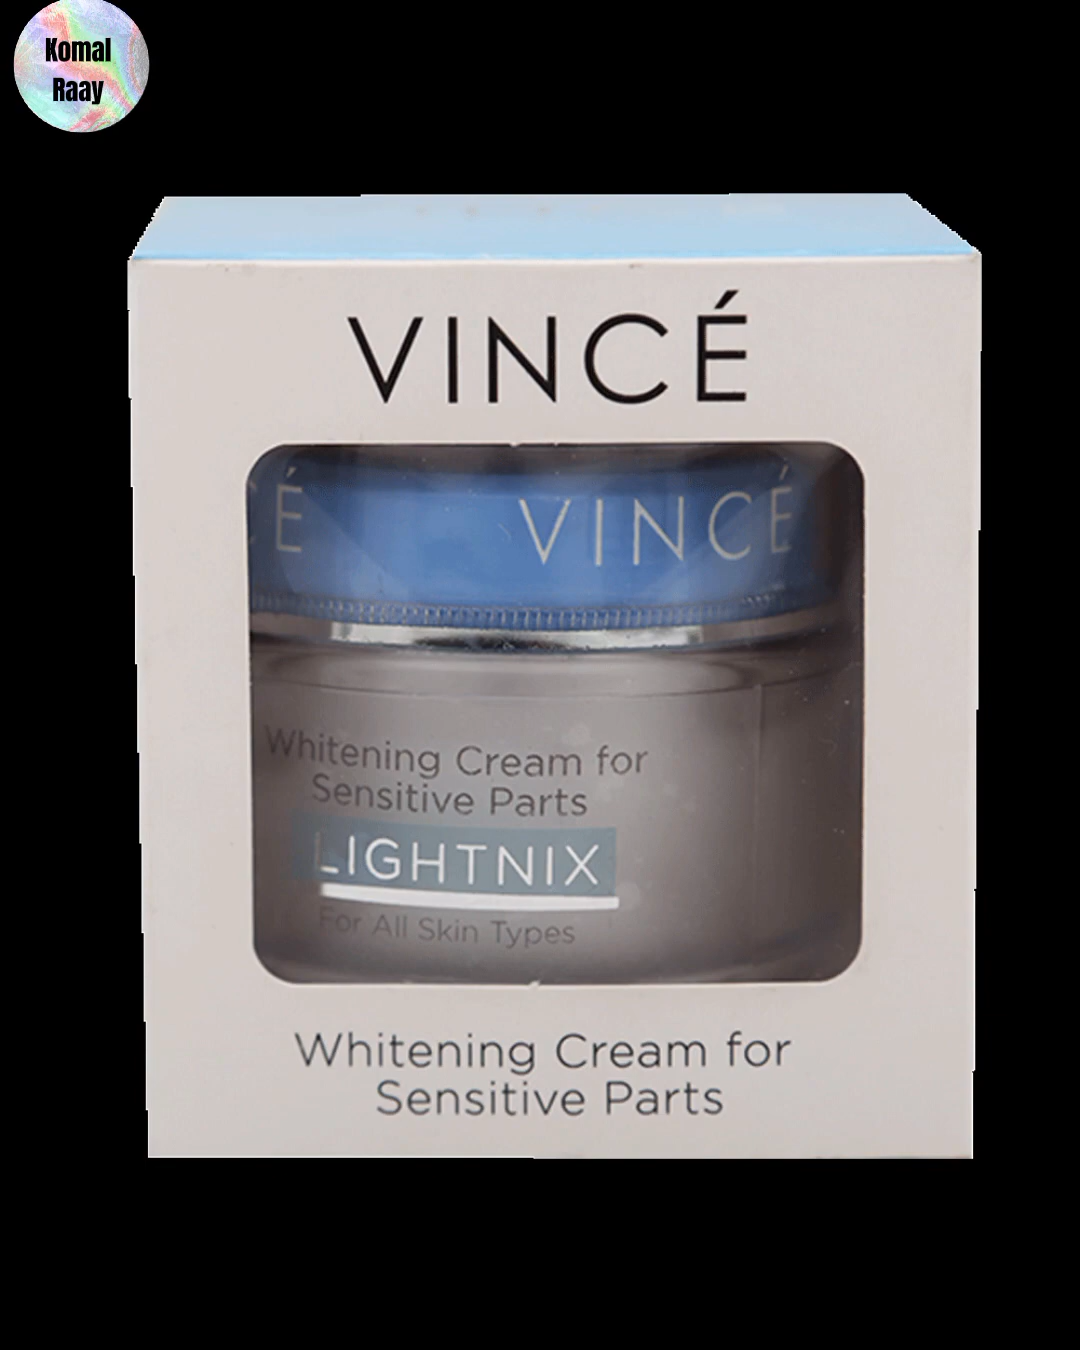 Komal
Raay
VINCÉ
CÉ VINCÉ
Whitening Cream for
Sensitive Parts
LIGHTNIX
For All Skin Types
Whitening Cream for
Sensitive Parts